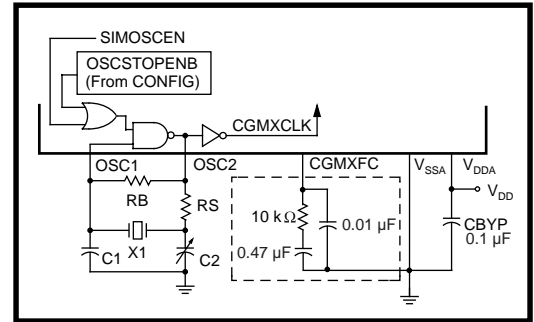 SIMOSCEN
OSCSTOPENB
(From CONFIG)
CGMXCLK
OSC1
OSC2
CGMXFC
VSSA
VDDA
VDD
RB
RS
10 kΩ
0.01 µF
CBYP
0.1 µF
X1
0.47 µF
C1
C2